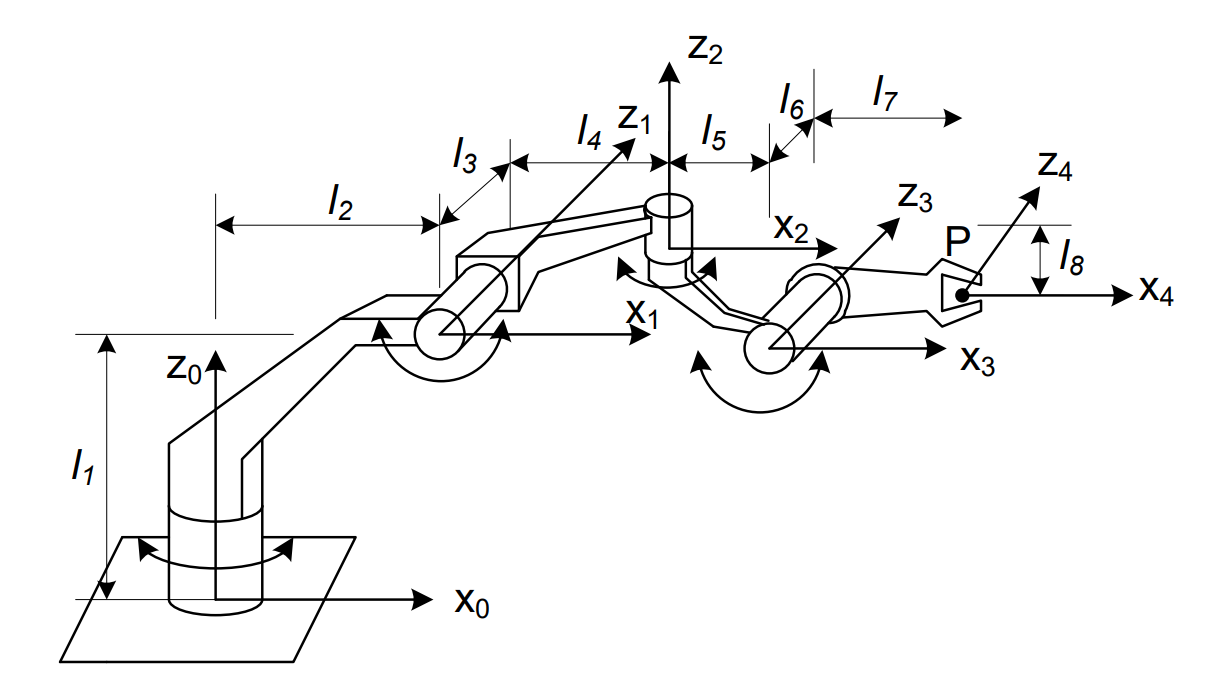 z₂
l₆
l₇
z₁
l₄
l₅
l₃
z₄
l₂
z₃
x₂
P
l₈
x₄
x₁
z₀
x₃
l₁
x₀